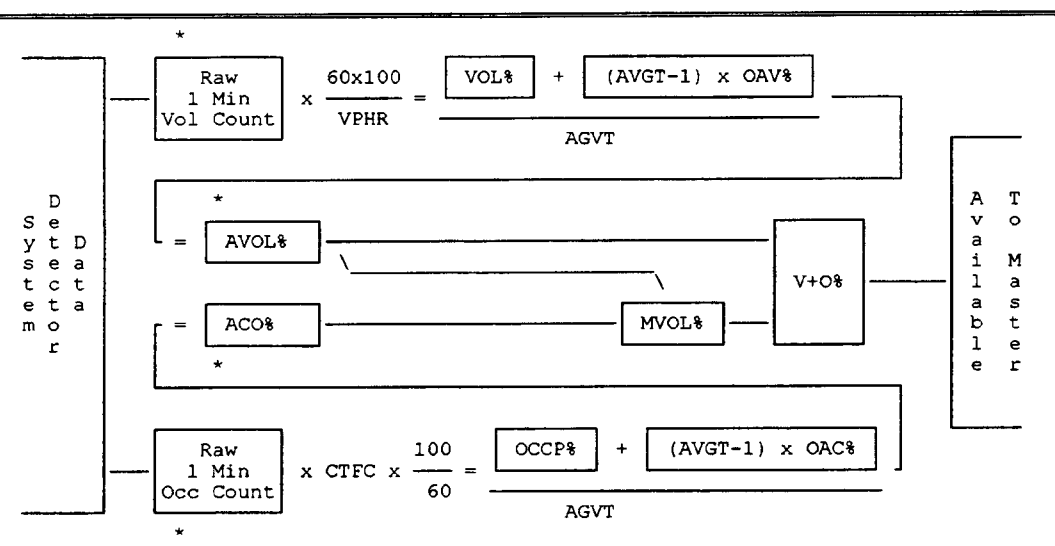 *
Raw
1 Min
Vol Count
x 60x100
VPHR
=
VOL% + (AVGT-1) x OAV%
AGVT
System
Detector
Data
*
= AVOL%
V+O%
= ACO%
MVOL%
*
Available
To Master
Raw
1 Min
Occ Count
x CTFC x 100
60
=
OCCP% + (AVGT-1) x OAC%
AGVT
*